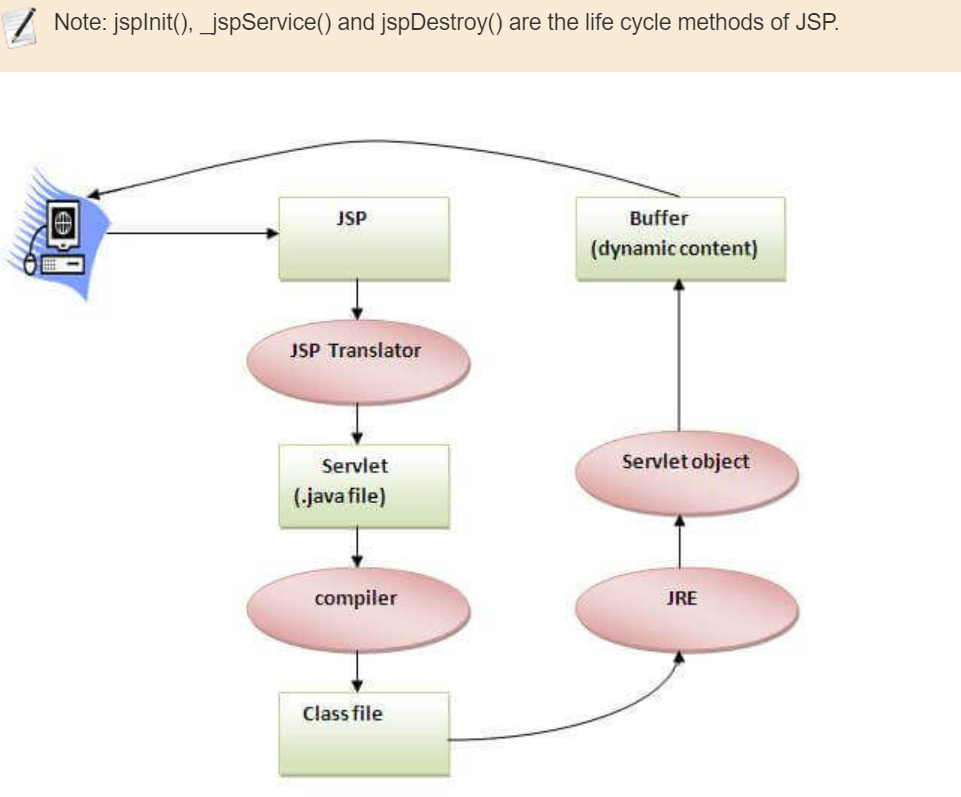 Note: jspInit(), _jspService() and jspDestroy() are the life cycle methods of JSP.
JSP
JSP Translator
Servlet
(.java file)
compiler
Class file
JRE
Servlet object
Buffer
(dynamic content)